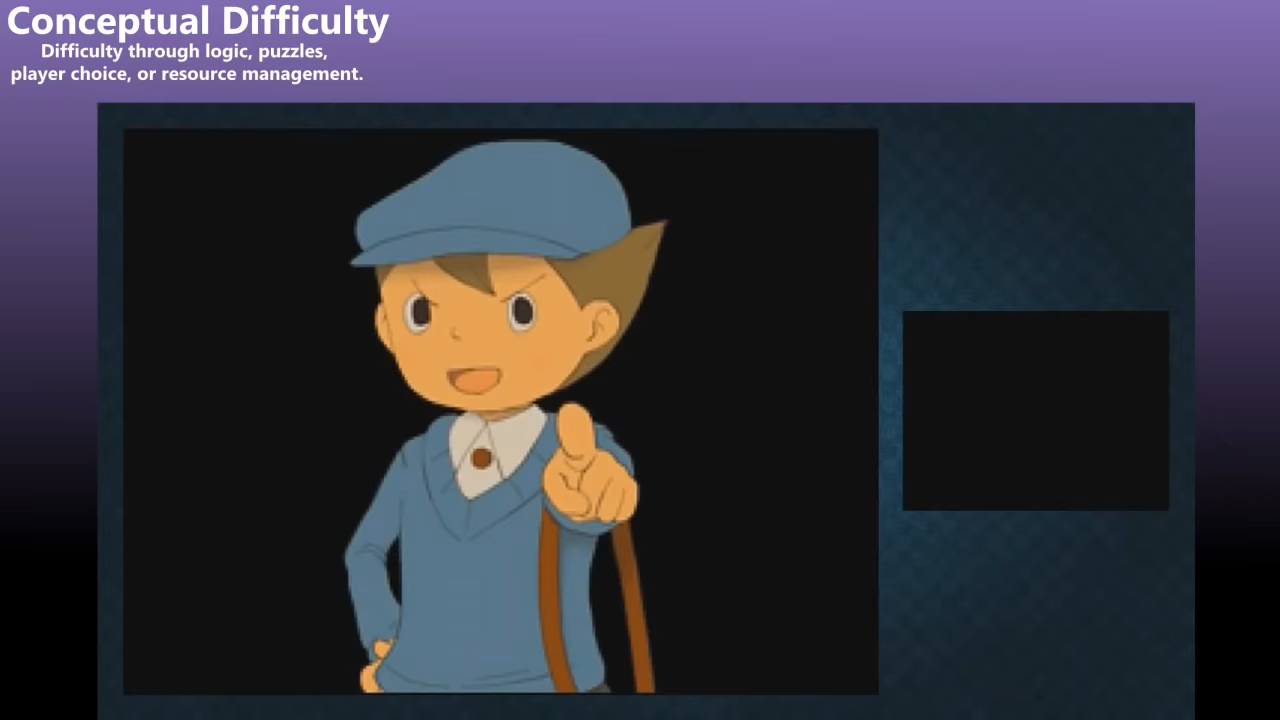 Conceptual Difficulty
Difficulty through logic, puzzles,
player choice, or resource management.